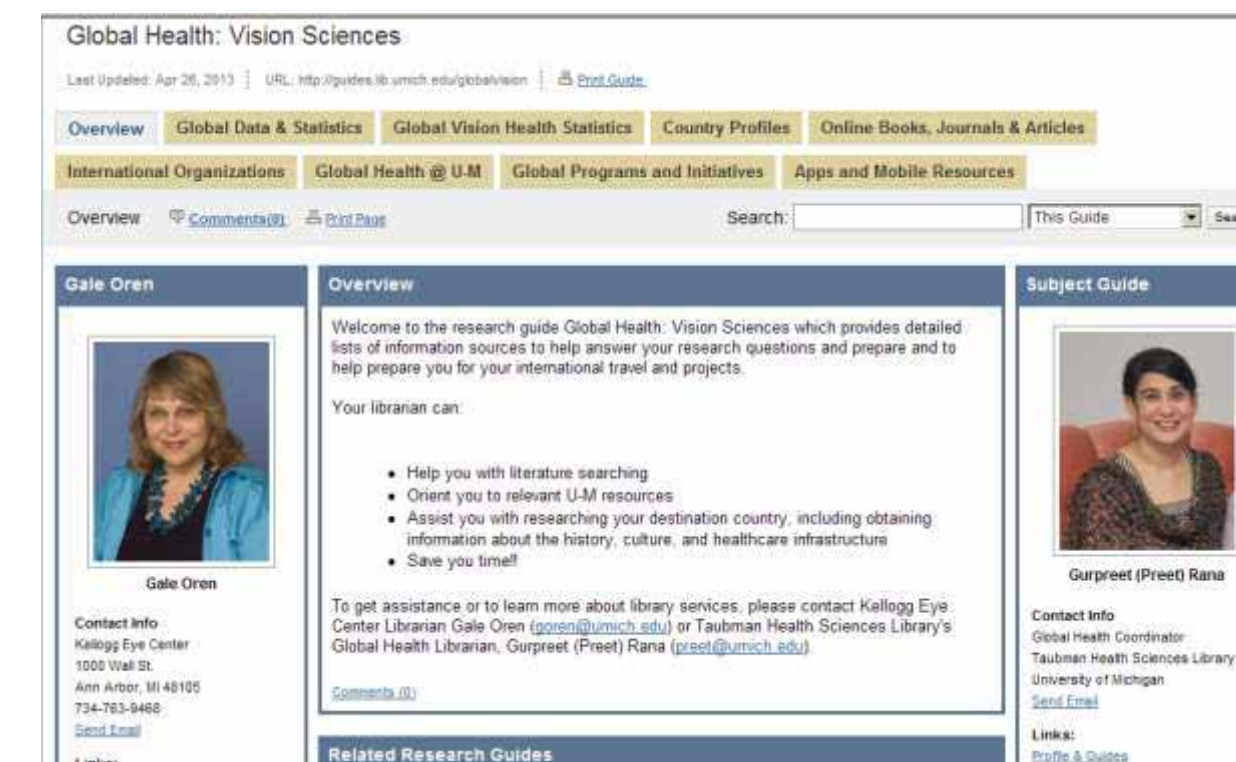 Global Health: Vision Sciences
Last Updated: Apr 26, 2013 URL: http://guides.lib.umich.edu/globalvision Print Guide
Overview Global Data & Statistics Global Vision Health Statistics Country Profiles Online Books, Journals & Articles
International Organizations Global Health @ U-M Global Programs and Initiatives Apps and Mobile Resources
Overview Comments(0) Print Page Search: This Guide
Gale Oren
Gale Oren
Contact Info
Kellogg Eye Center
1000 Wall St.
Ann Arbor, MI 48105
734-763-9468
Send Email
Overview
Welcome to the research guide Global Health: Vision Sciences which provides detailed
lists of information sources to help answer your research questions and prepare and to
help prepare you for your international travel and projects.
Your librarian can:
• Help you with literature searching
• Orient you to relevant U-M resources
• Assist you with researching your destination country, including obtaining
information about the history, culture, and healthcare infrastructure
• Save you time!!
To get assistance or to learn more about library services, please contact Kellogg Eye
Center Librarian Gale Oren (goren@umich.edu) or Taubman Health Sciences Library's
Global Health Librarian, Gurpreet (Preet) Rana (preet@umich.edu).
Comments (0)
Related Research Guides
Subject Guide
Gurpreet (Preet) Rana
Contact Info
Global Health Coordinator
Taubman Health Sciences Library
University of Michigan
Send Email
Links:
Profile & Guides